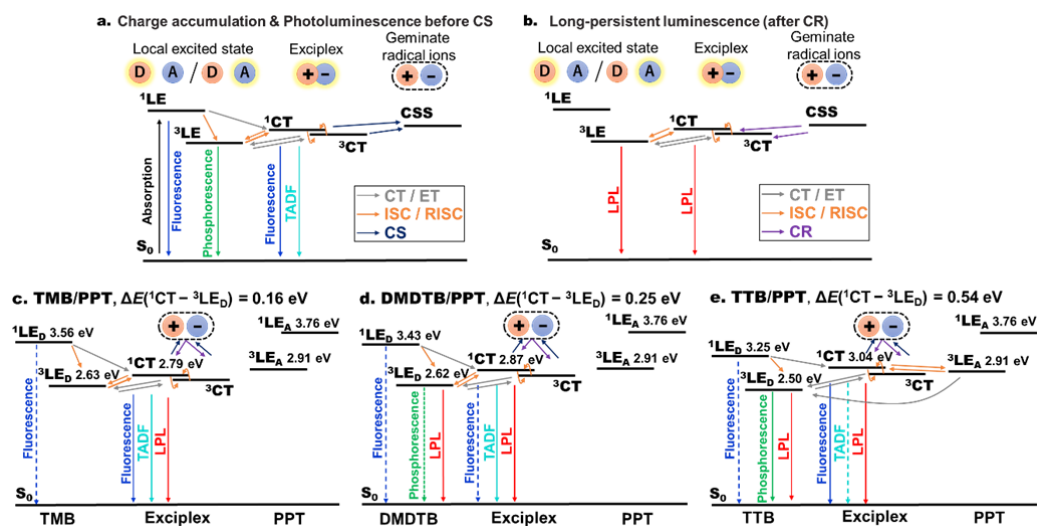 a. Charge accumulation & Photoluminescence before CS
b. Long-persistent luminescence (after CR)
Local excited state
Exciplex
Geminate
radical ions
D A / D A
+ −
+ −
¹LE
³LE
¹CT
³CT
CSS
Absorption
Fluorescence
Phosphorescence
Fluorescence
TADF
CT / ET
ISC / RISC
CS
S₀
Local excited state
Exciplex
Geminate
radical ions
D A / D A
+ −
+ −
¹LE
³LE
¹CT
³CT
CSS
LPL
LPL
CT / ET
ISC / RISC
CR
S₀
c. TMB/PPT, ΔE(¹CT − ³LE_D) = 0.16 eV
+ −
¹LE_D 3.56 eV
¹LE_A 3.76 eV
³LE_D 2.63 eV
¹CT 2.79 eV
³CT
³LE_A 2.91 eV
Fluorescence
Fluorescence
TADF
LPL
S₀
TMB
Exciplex
PPT
d. DMDTB/PPT, ΔE(¹CT − ³LE_D) = 0.25 eV
+ −
¹LE_D 3.43 eV
¹LE_A 3.76 eV
³LE_D 2.62 eV
¹CT 2.87 eV
³CT
³LE_A 2.91 eV
Fluorescence
Phosphorescence
LPL
Fluorescence
TADF
LPL
S₀
DMDTB
Exciplex
PPT
e. TTB/PPT, ΔE(¹CT − ³LE_D) = 0.54 eV
+ −
¹LE_D 3.25 eV
¹LE_A 3.76 eV
³LE_D 2.50 eV
¹CT 3.04 eV
³CT
³LE_A 2.91 eV
Fluorescence
Phosphorescence
LPL
Fluorescence
TADF
LPL
S₀
TTB
Exciplex
PPT